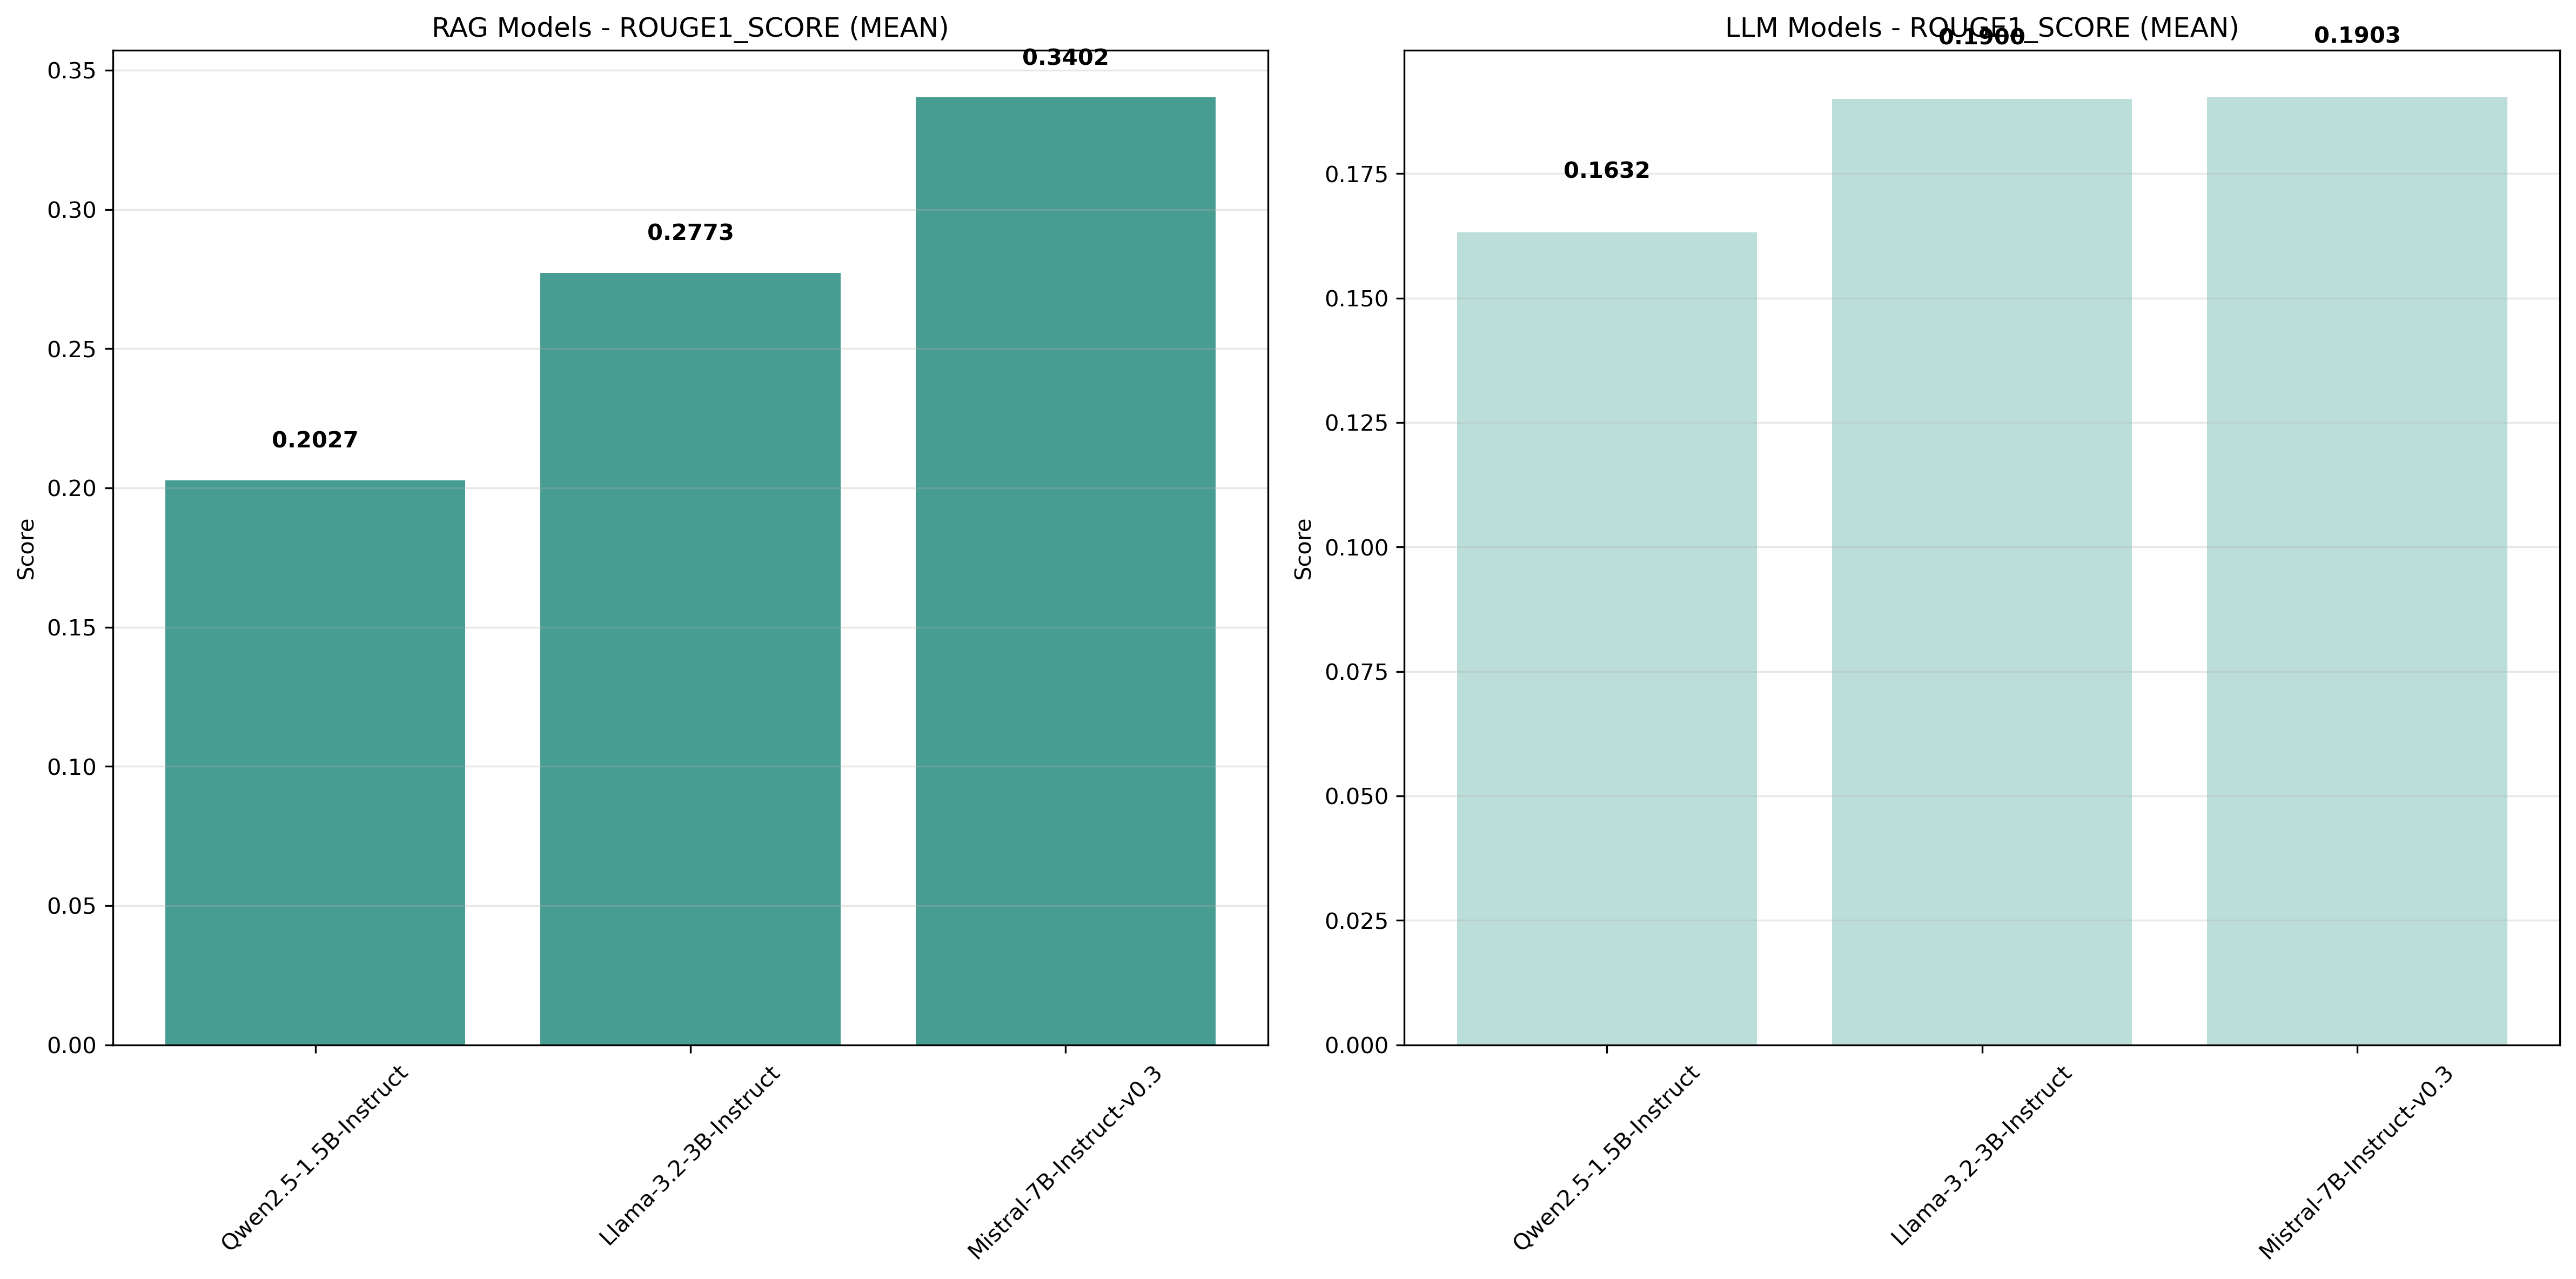 RAG Models - ROUGE1_SCORE (MEAN)
0.35
0.30
0.25
0.20
0.15
0.10
0.05
0.00
Score
0.2027
0.2773
0.3402
Qwen2.5-1.5B-Instruct
Llama-3.2-3B-Instruct
Mistral-7B-Instruct-v0.3
LLM Models - ROUGE1_SCORE (MEAN)
0.175
0.150
0.125
0.100
0.075
0.050
0.025
0.000
Score
0.1632
0.1900
0.1903
Qwen2.5-1.5B-Instruct
Llama-3.2-3B-Instruct
Mistral-7B-Instruct-v0.3